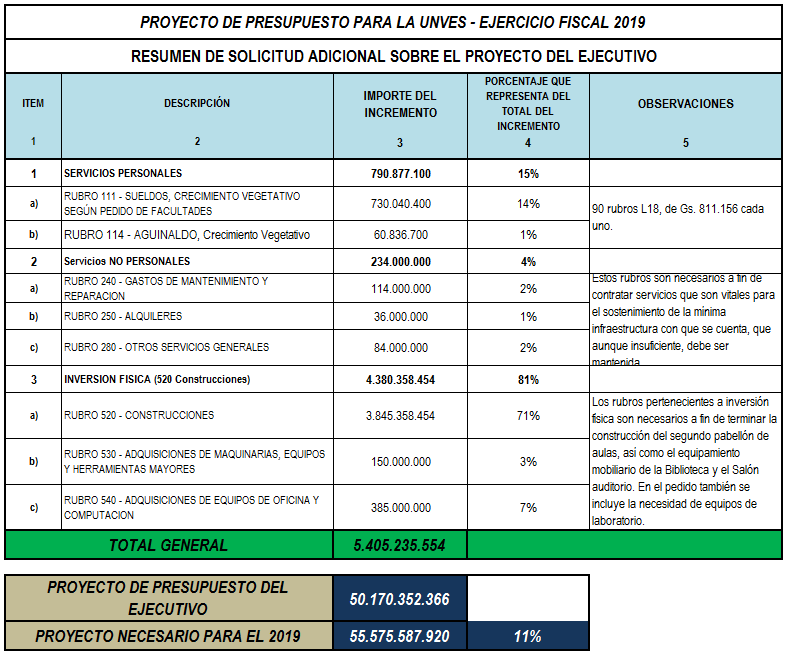 PROYECTO DE PRESUPUESTO PARA LA UNVES - EJERCICIO FISCAL 2019
RESUMEN DE SOLICITUD ADICIONAL SOBRE EL PROYECTO DEL EJECUTIVO
ITEM
DESCRIPCIÓN
IMPORTE DEL
INCREMENTO
PORCENTAJE QUE
REPRESENTA DEL
TOTAL DEL
INCREMENTO
OBSERVACIONES
1
2
3
4
5
1
SERVICIOS PERSONALES
790.877.100
15%
a)
RUBRO 111 - SUELDOS, CRECIMIENTO VEGETATIVO
SEGÚN PEDIDO DE FACULTADES
730.040.400
14%
90 rubros L18, de Gs. 811.156 cada
uno.
b)
RUBRO 114 - AGUINALDO, Crecimiento Vegetativo
60.836.700
1%
2
Servicios NO PERSONALES
234.000.000
4%
a)
RUBRO 240 - GASTOS DE MANTENIMIENTO Y
REPARACION
114.000.000
2%
Estos rubros son necesarios a fin de
contratar servicios que son vitales para
el sostenimiento de la mínima
infraestructura con que se cuenta, que
aunque insuficiente, debe ser
mantenida.
b)
RUBRO 250 - ALQUILERES
36.000.000
1%
c)
RUBRO 280 - OTROS SERVICIOS GENERALES
84.000.000
2%
3
INVERSION FISICA (520 Construcciones)
4.380.358.454
81%
a)
RUBRO 520 - CONSTRUCCIONES
3.845.358.454
71%
Los rubros pertenecientes a inversión
física son necesarios a fin de terminar la
construcción del segundo pabellón de
aulas, así como el equipamiento
mobiliario de la Biblioteca y el Salón
auditorio. En el pedido también se
incluye la necesidad de equipos de
laboratorio.
b)
RUBRO 530 - ADQUISICIONES DE MAQUINARIAS, EQUIPOS
Y HERRAMIENTAS MAYORES
150.000.000
3%
c)
RUBRO 540 - ADQUISICIONES DE EQUIPOS DE OFICINA Y
COMPUTACION
385.000.000
7%
TOTAL GENERAL
5.405.235.554
PROYECTO DE PRESUPUESTO DEL
EJECUTIVO
50.170.352.366
PROYECTO NECESARIO PARA EL 2019
55.575.587.920
11%